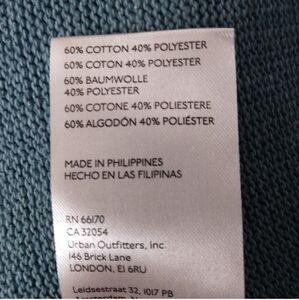 60% COTTON 40% POLYESTER
60% COTON 40% POLYESTER
60% BAUMWOLLE
40% POLYESTER
60% COTONE 40% POLIESTERE
60% ALGODÓN 40% POLIÉSTER
MADE IN PHILIPPINES
HECHO EN LAS FILIPINAS
RN 66170
CA 32054
Urban Outfitters, Inc.
146 Brick Lane
LONDON, E1 6RU
Leidsestraat 32, 1017 PB